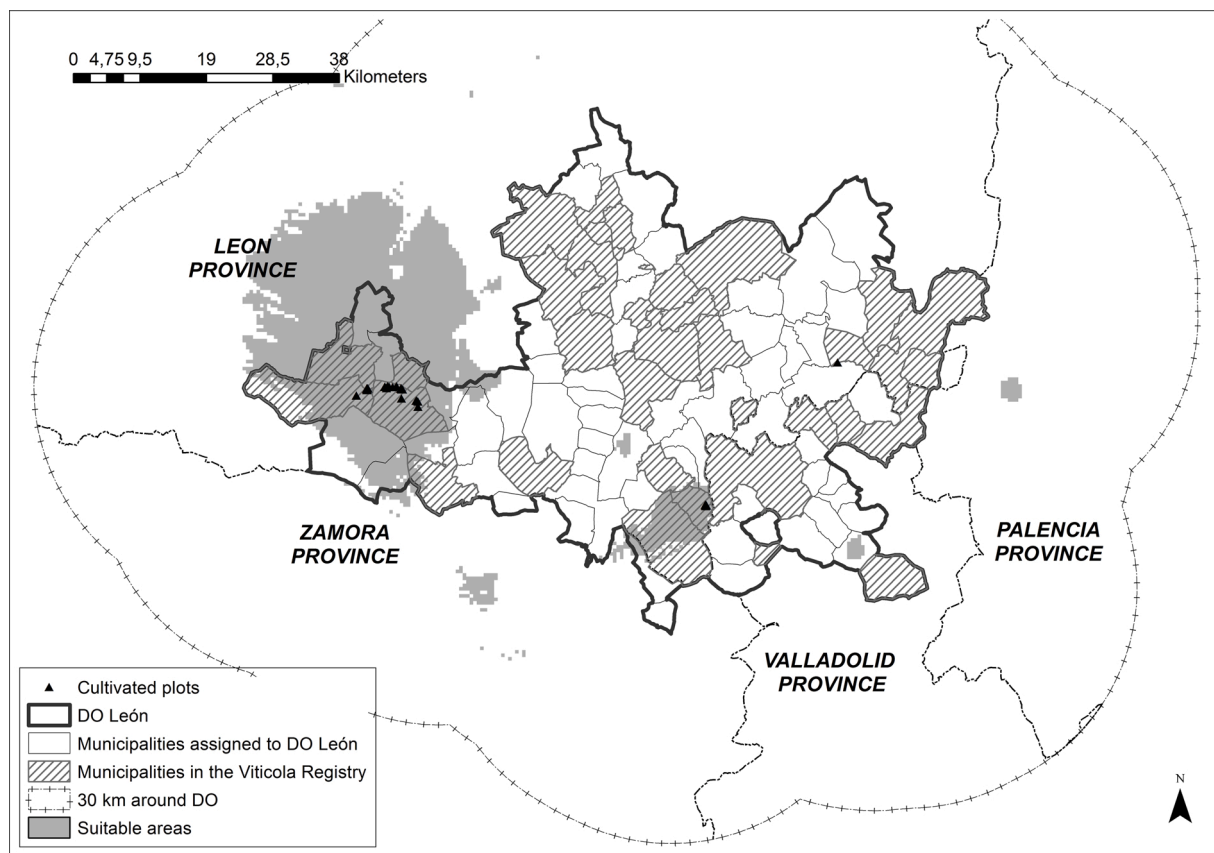 0 4,75 9,5 19 28,5 38
Kilometers
LEON
PROVINCE
ZAMORA
PROVINCE
PALENCIA
PROVINCE
VALLADOLID
PROVINCE
Cultivated plots
DO León
Municipalities assigned to DO León
Municipalities in the Viticola Registry
30 km around DO
Suitable areas
N